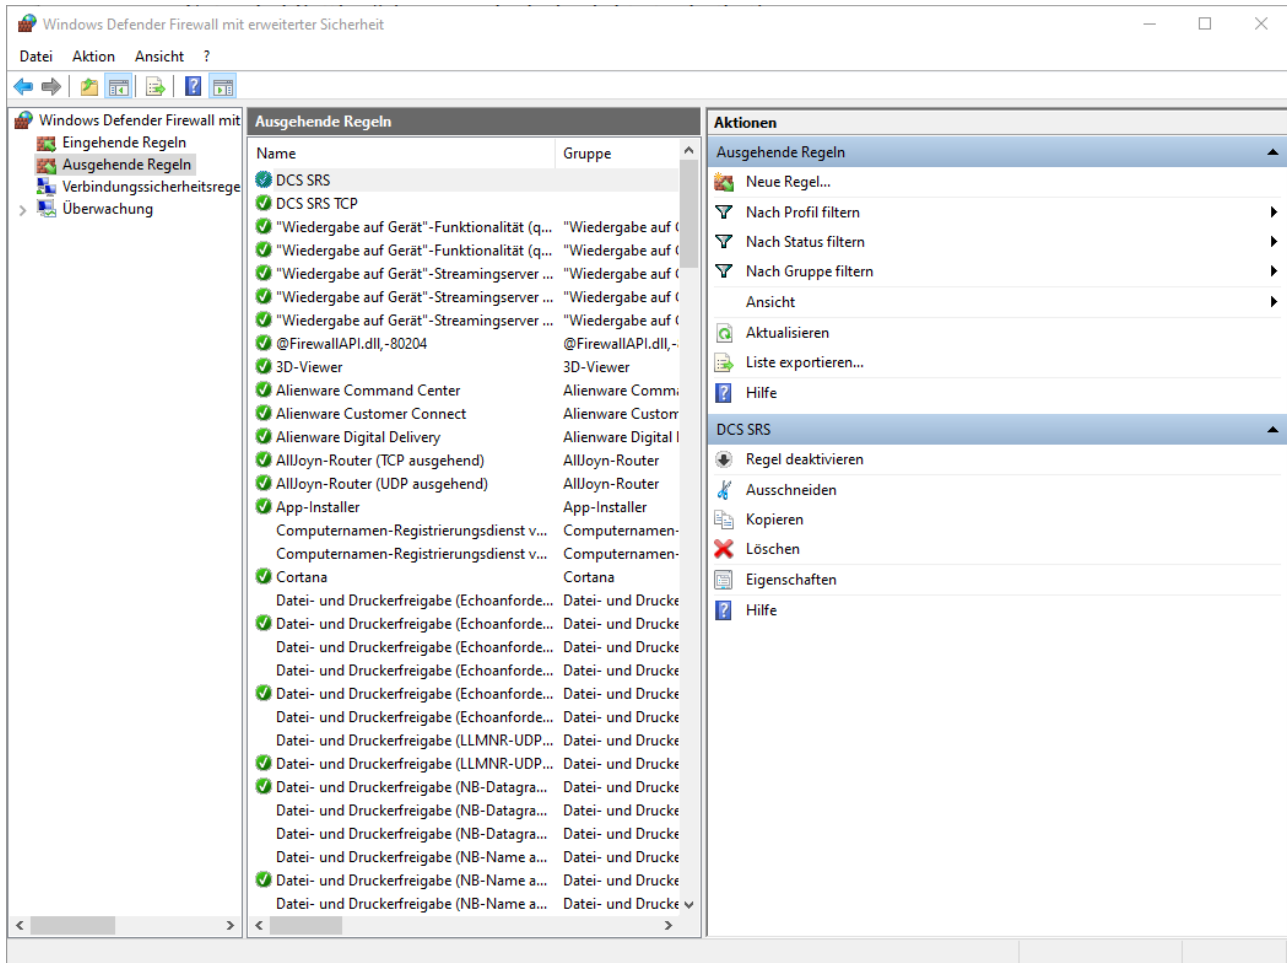 Windows Defender Firewall mit erweiterter Sicherheit
Datei Aktion Ansicht ?
Windows Defender Firewall mit
Eingehende Regeln
Ausgehende Regeln
Verbindungssicherheitsrege
Überwachung
Ausgehende Regeln
Name Gruppe
DCS SRS
DCS SRS TCP
"Wiedergabe auf Gerät"-Funktionalität (q... "Wiedergabe auf
"Wiedergabe auf Gerät"-Funktionalität (q... "Wiedergabe auf
"Wiedergabe auf Gerät"-Streamingserver ... "Wiedergabe auf
"Wiedergabe auf Gerät"-Streamingserver ... "Wiedergabe auf
"Wiedergabe auf Gerät"-Streamingserver ... "Wiedergabe auf
@FirewallAPI.dll,-80204 @FirewallAPI.dll,-
3D-Viewer 3D-Viewer
Alienware Command Center Alienware Comma
Alienware Customer Connect Alienware Custom
Alienware Digital Delivery Alienware Digital
AllJoyn-Router (TCP ausgehend) AllJoyn-Router
AllJoyn-Router (UDP ausgehend) AllJoyn-Router
App-Installer App-Installer
Computernamen-Registrierungsdienst v... Computernamen-
Computernamen-Registrierungsdienst v... Computernamen-
Cortana Cortana
Datei- und Druckerfreigabe (Echoanforde... Datei- und Drucke
Datei- und Druckerfreigabe (Echoanforde... Datei- und Drucke
Datei- und Druckerfreigabe (Echoanforde... Datei- und Drucke
Datei- und Druckerfreigabe (Echoanforde... Datei- und Drucke
Datei- und Druckerfreigabe (Echoanforde... Datei- und Drucke
Datei- und Druckerfreigabe (Echoanforde... Datei- und Drucke
Datei- und Druckerfreigabe (LLMNR-UDP... Datei- und Drucke
Datei- und Druckerfreigabe (LLMNR-UDP... Datei- und Drucke
Datei- und Druckerfreigabe (NB-Datagra... Datei- und Drucke
Datei- und Druckerfreigabe (NB-Datagra... Datei- und Drucke
Datei- und Druckerfreigabe (NB-Datagra... Datei- und Drucke
Datei- und Druckerfreigabe (NB-Name a... Datei- und Drucke
Datei- und Druckerfreigabe (NB-Name a... Datei- und Drucke
Datei- und Druckerfreigabe (NB-Name a... Datei- und Drucke
Aktionen
Ausgehende Regeln
Neue Regel...
Nach Profil filtern
Nach Status filtern
Nach Gruppe filtern
Ansicht
Aktualisieren
Liste exportieren...
Hilfe
DCS SRS
Regel deaktivieren
Ausschneiden
Kopieren
Löschen
Eigenschaften
Hilfe